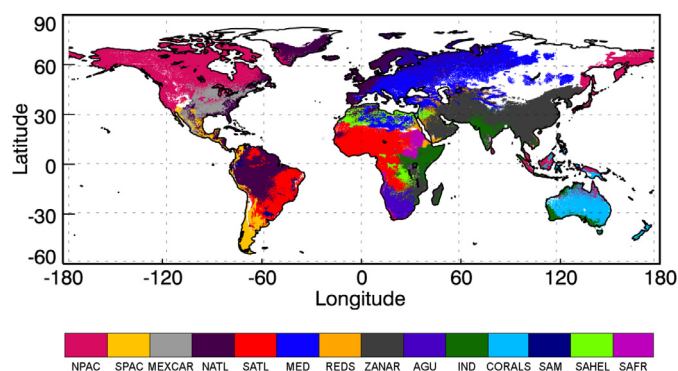 90
60
30
0
-30
-60
Latitude
-180 -120 -60 0 60 120 180
Longitude
NPAC SPAC MEXCAR NATL SATL MED REDS ZANAR AGU IND CORALS SAM SAHEL SAFR